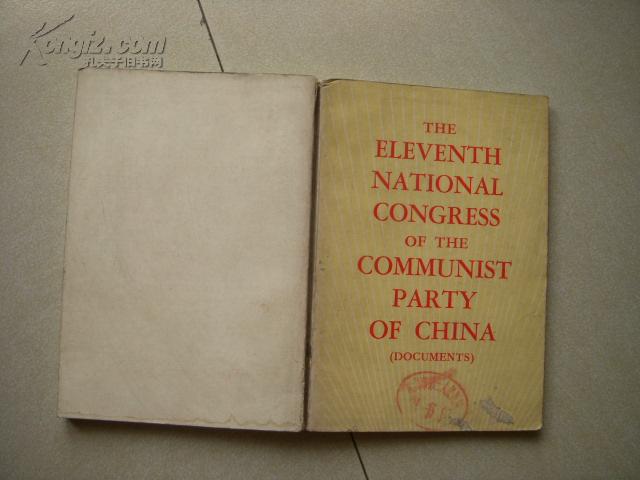 Kongfz.com
孔夫子旧书网
THE
ELEVENTH
NATIONAL
CONGRESS
OF THE
COMMUNIST
PARTY
OF CHINA
(DOCUMENTS)